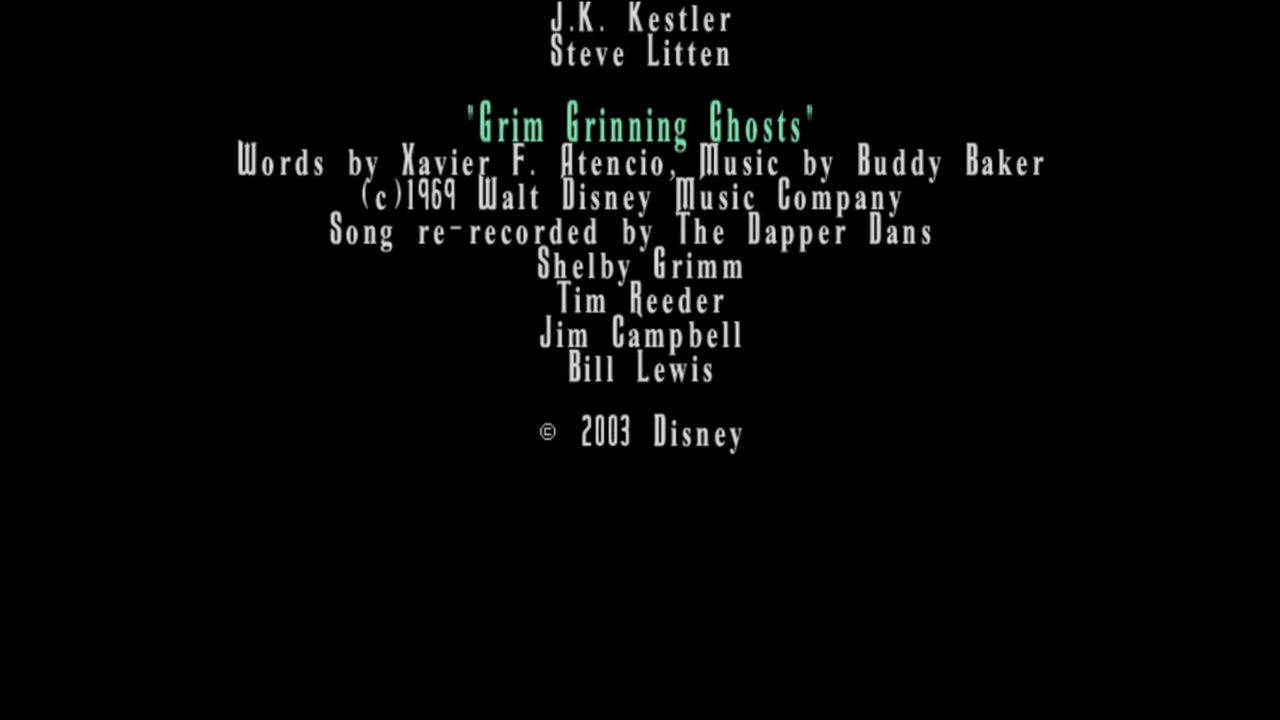 J.K. Kestler
Steve Litten
"Grim Grinning Ghosts"
Words by Xavier F. Atencio, Music by Buddy Baker
(c)1969 Walt Disney Music Company
Song re-recorded by The Dapper Dans
Shelby Grimm
Tim Reeder
Jim Campbell
Bill Lewis
© 2003 Disney